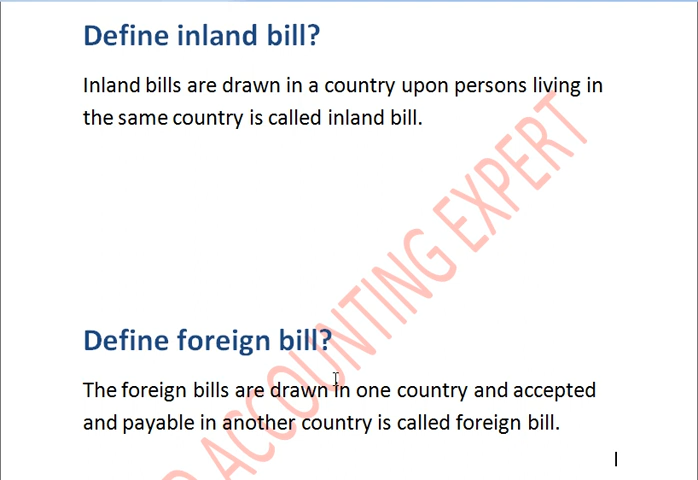 Define inland bill?
Inland bills are drawn in a country upon persons living in
the same country is called inland bill.
ACCOUNTING EXPERT
Define foreign bill?
The foreign bills are drawn in one country and accepted
and payable in another country is called foreign bill.